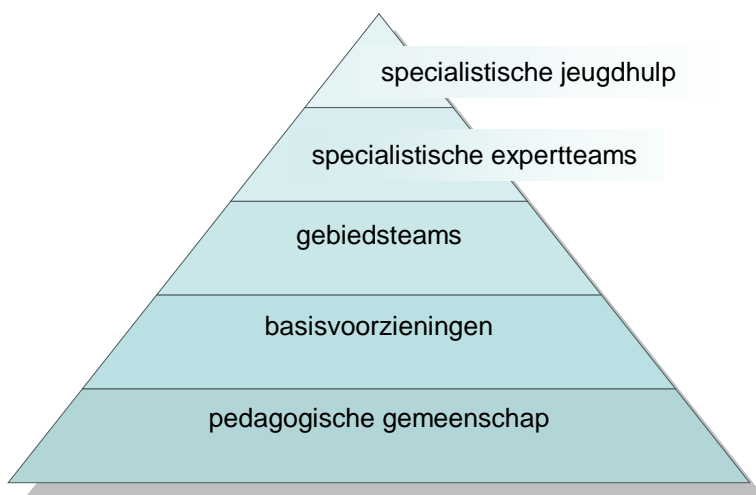 specialistische jeugdhulp
specialistische expertteams
gebiedsteams
basisvoorzieningen
pedagogische gemeenschap